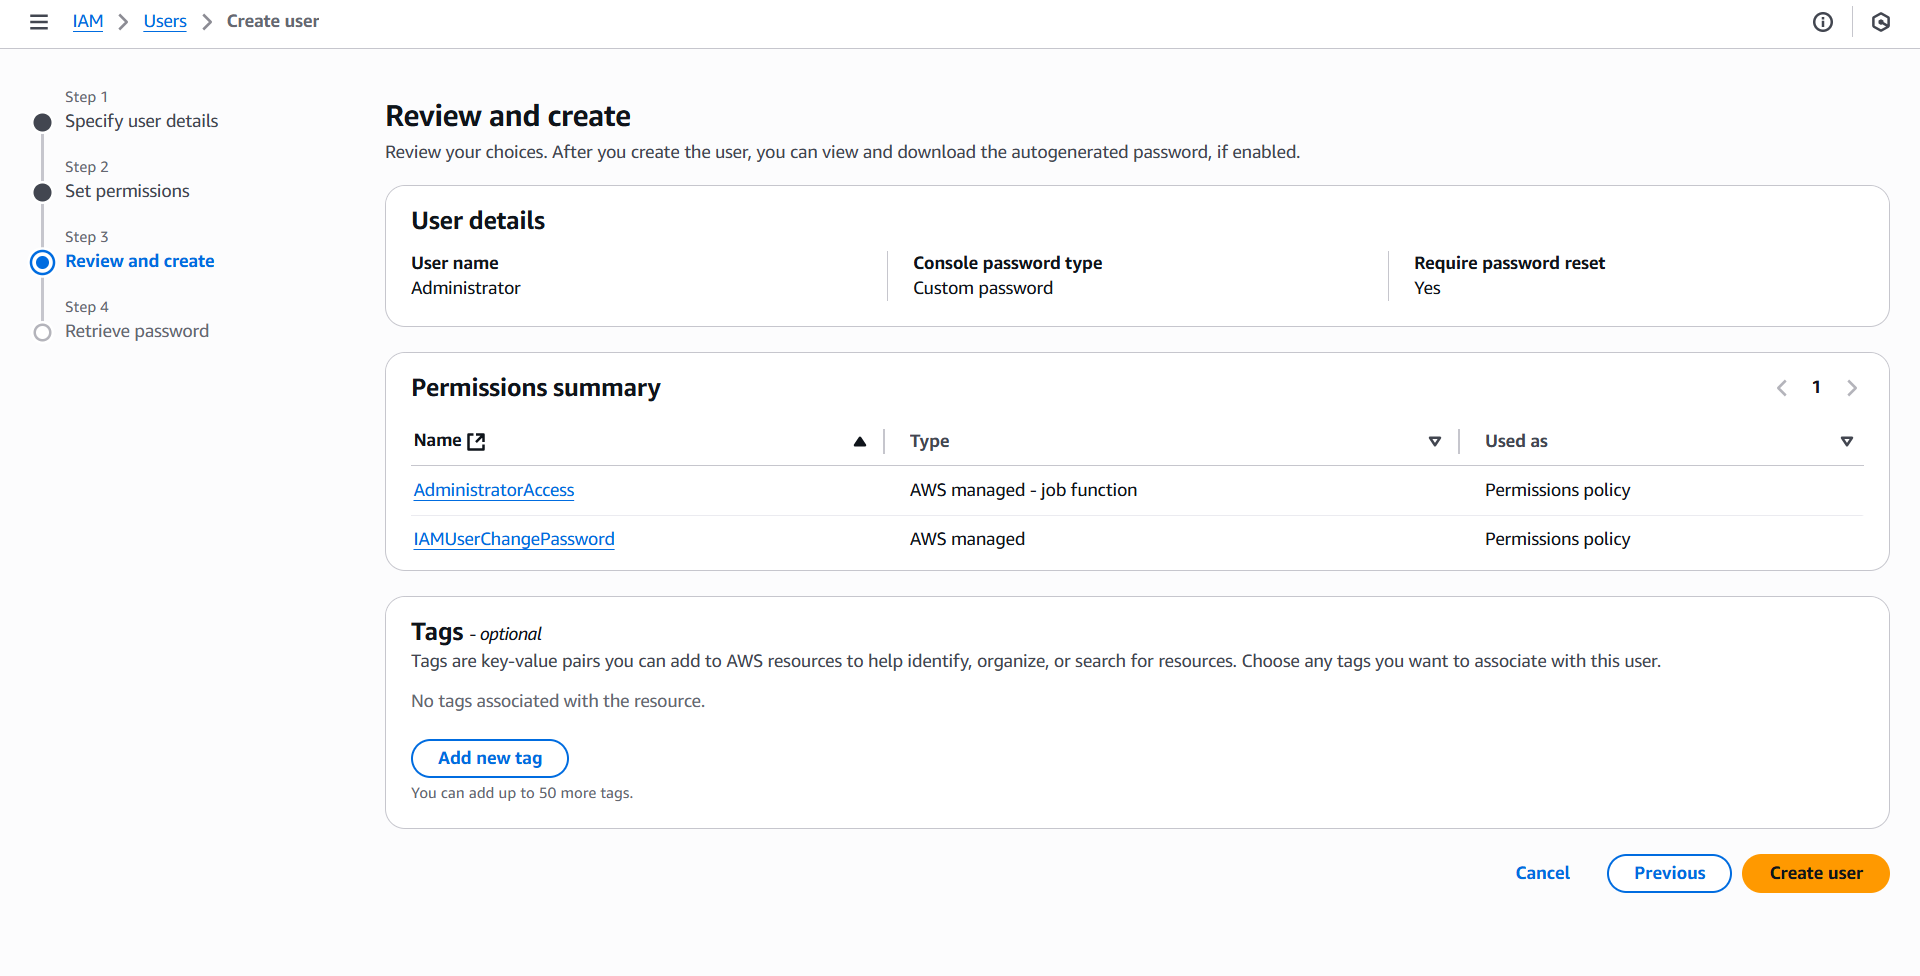 IAM > Users > Create user
Step 1
Specify user details
Step 2
Set permissions
Step 3
Review and create
Step 4
Retrieve password
Review and create
Review your choices. After you create the user, you can view and download the autogenerated password, if enabled.
User details
User name
Administrator
Console password type
Custom password
Require password reset
Yes
Permissions summary
1
Name Type Used as
AdministratorAccess AWS managed - job function Permissions policy
IAMUserChangePassword AWS managed Permissions policy
Tags - optional
Tags are key-value pairs you can add to AWS resources to help identify, organize, or search for resources. Choose any tags you want to associate with this user.
No tags associated with the resource.
Add new tag
You can add up to 50 more tags.
Cancel Previous Create user